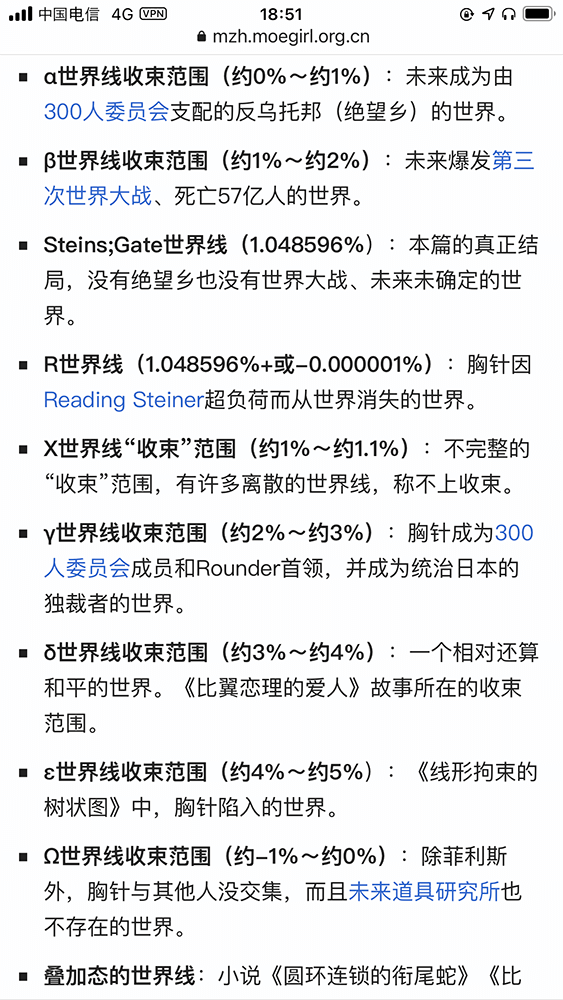 中国电信 4G VPN 18:51
mzh.moegirl.org.cn
α世界线收束范围（约0%～约1%）：未来成为由
300人委员会支配的反乌托邦（绝望乡）的世界。
β世界线收束范围（约1%～约2%）：未来爆发第三
次世界大战、死亡57亿人的世界。
Steins;Gate世界线（1.048596%）：本篇的真正结
局，没有绝望乡也没有世界大战、未来未确定的世
界。
R世界线（1.048596%+或−0.000001%）：胸针因
Reading Steiner超负荷而从世界消失的世界。
X世界线“收束”范围（约1%～约1.1%）：不完整的
“收束”范围，有许多离散的世界线，称不上收束。
γ世界线收束范围（约2%～约3%）：胸针成为300
人委员会成员和Rounder首领，并成为统治日本的
独裁者的世界。
δ世界线收束范围（约3%～约4%）：一个相对还算
和平的世界。《比翼恋理的爱人》故事所在的收束
范围。
ε世界线收束范围（约4%～约5%）：《线形拘束的
树状图》中，胸针陷入的世界。
Ω世界线收束范围（约−1%～约0%）：除菲利斯
外，胸针与其他人没交集，而且未来道具研究所也
不存在的世界。
叠加态的世界线：小说《圆环连锁的衔尾蛇》《比